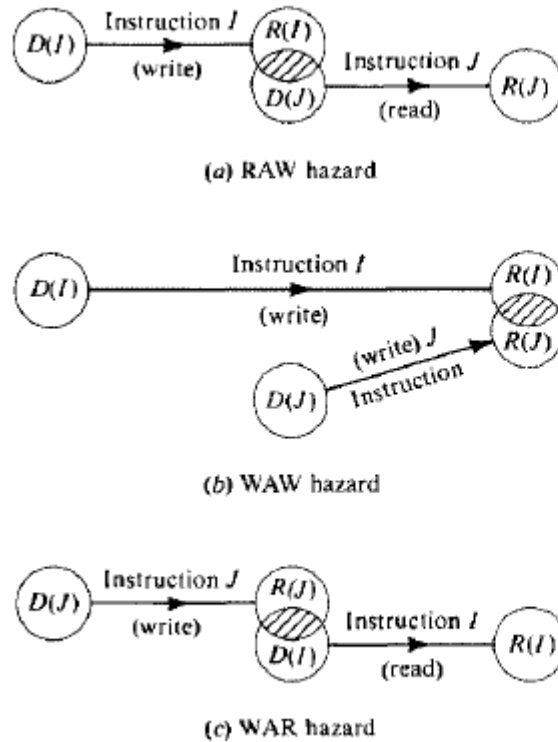 Instruction I
D(I)
R(I)
(write)
D(J)
Instruction J
(read)
R(J)
(a) RAW hazard
Instruction I
D(I)
R(I)
(write)
R(J)
(write) J
Instruction
D(J)
(b) WAW hazard
Instruction J
D(J)
R(J)
(write)
D(I)
Instruction I
(read)
R(I)
(c) WAR hazard